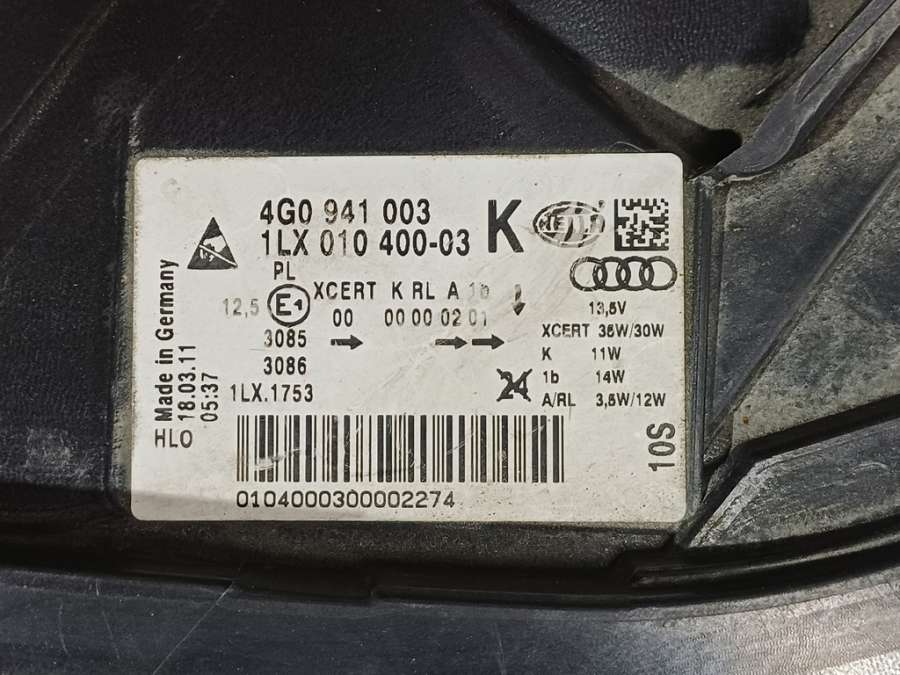 4G0 941 003 K
1LX 010 400-03
HELLA
PL
12,5 E1 XCERT K RL A 1b
00 00 00 02 01
3085
3086
1LX.1753
13,5V
XCERT 35W/30W
K 11W
1b 14W
A/RL 3,5W/12W
24
Made in Germany
18.03.11
05:37
HLO
10S
0104000300002274